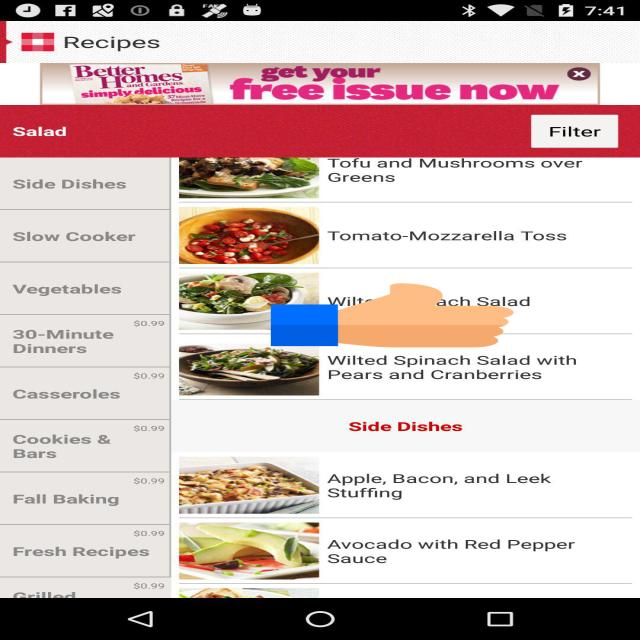 7:41
Recipes
Better
Homes
and Gardens
simply delicious
get your
free issue now
Salad
Filter
Tofu and Mushrooms over
Greens
Side Dishes
Slow Cooker
Tomato-Mozzarella Toss
Vegetables
Salad
$0.99
30-Minute
Dinners
Wilted Spinach Salad with
Pears and Cranberries
$0.99
Casseroles
$0.99
Cookies &
Bars
Side Dishes
$0.99
Fall Baking
Apple, Bacon, and Leek
Stuffing
$0.99
Fresh Recipes
Avocado with Red Pepper
Sauce
$0.99
Grilled